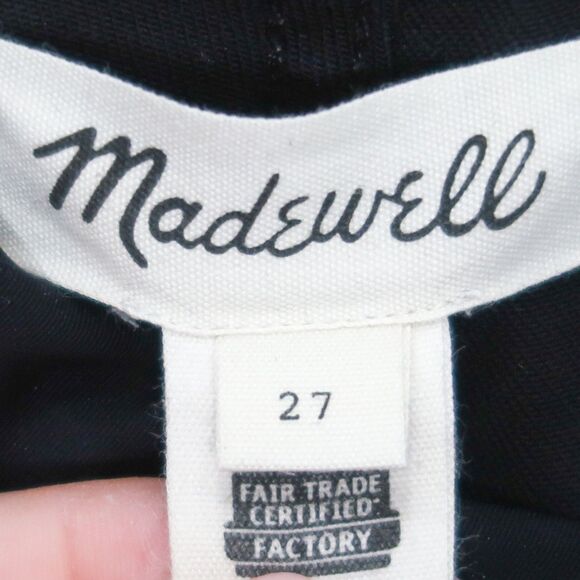 Madewell
27
FAIR TRADE
CERTIFIED
FACTORY